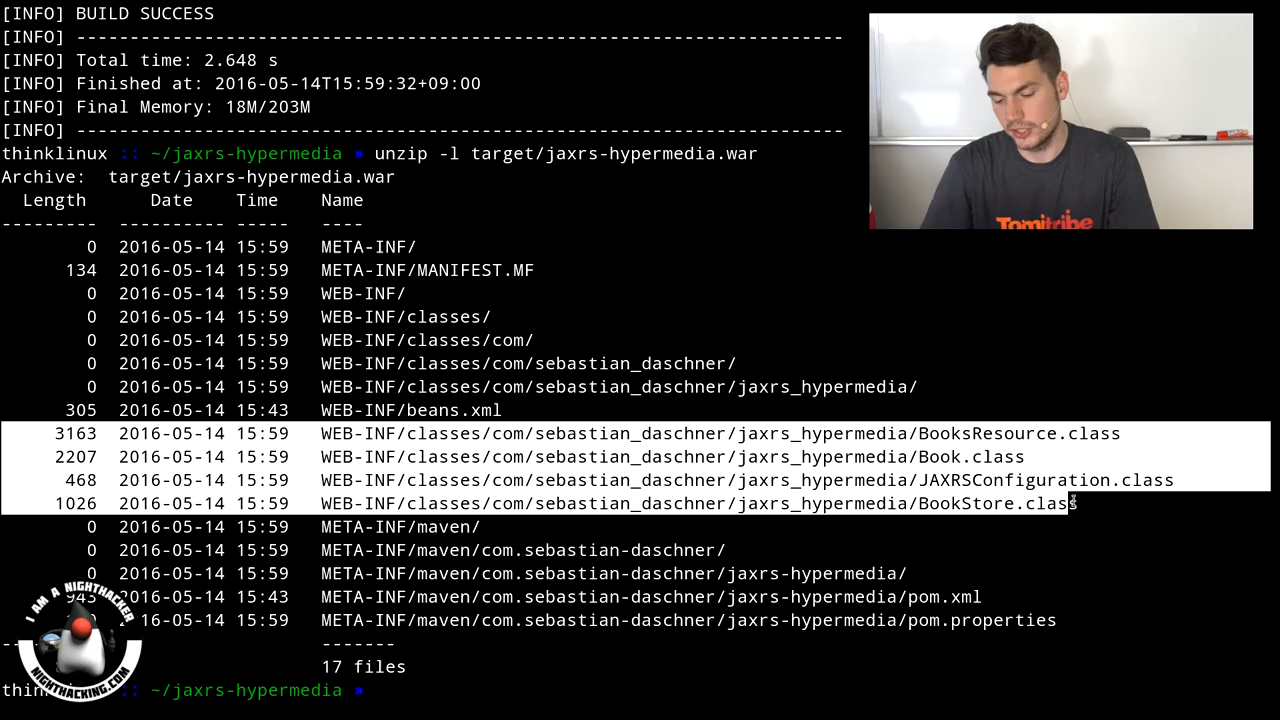 [INFO] BUILD SUCCESS
[INFO] ------------------------------------------------------------------------
[INFO] Total time: 2.648 s
[INFO] Finished at: 2016-05-14T15:59:32+09:00
[INFO] Final Memory: 18M/203M
[INFO] ------------------------------------------------------------------------
thinklinux :: ~/jaxrs-hypermedia » unzip -l target/jaxrs-hypermedia.war
Archive:  target/jaxrs-hypermedia.war
  Length      Date    Time    Name
---------  ---------- -----   ----
        0  2016-05-14 15:59   META-INF/
      134  2016-05-14 15:59   META-INF/MANIFEST.MF
        0  2016-05-14 15:59   WEB-INF/
        0  2016-05-14 15:59   WEB-INF/classes/
        0  2016-05-14 15:59   WEB-INF/classes/com/
        0  2016-05-14 15:59   WEB-INF/classes/com/sebastian_daschner/
        0  2016-05-14 15:59   WEB-INF/classes/com/sebastian_daschner/jaxrs_hypermedia/
      305  2016-05-14 15:43   WEB-INF/beans.xml
     3163  2016-05-14 15:59   WEB-INF/classes/com/sebastian_daschner/jaxrs_hypermedia/BooksResource.class
     2207  2016-05-14 15:59   WEB-INF/classes/com/sebastian_daschner/jaxrs_hypermedia/Book.class
      468  2016-05-14 15:59   WEB-INF/classes/com/sebastian_daschner/jaxrs_hypermedia/JAXRSConfiguration.class
     1026  2016-05-14 15:59   WEB-INF/classes/com/sebastian_daschner/jaxrs_hypermedia/BookStore.class
        0  2016-05-14 15:59   META-INF/maven/
        0  2016-05-14 15:59   META-INF/maven/com.sebastian-daschner/
        0  2016-05-14 15:59   META-INF/maven/com.sebastian-daschner/jaxrs-hypermedia/
      943  2016-05-14 15:43   META-INF/maven/com.sebastian-daschner/jaxrs-hypermedia/pom.xml
16-05-14 15:59   META-INF/maven/com.sebastian-daschner/jaxrs-hypermedia/pom.properties
-------
17 files
:: ~/jaxrs-hypermedia »
Tomitribe
I AM A NIGHTHACKER
NIGHTHACKING.COM